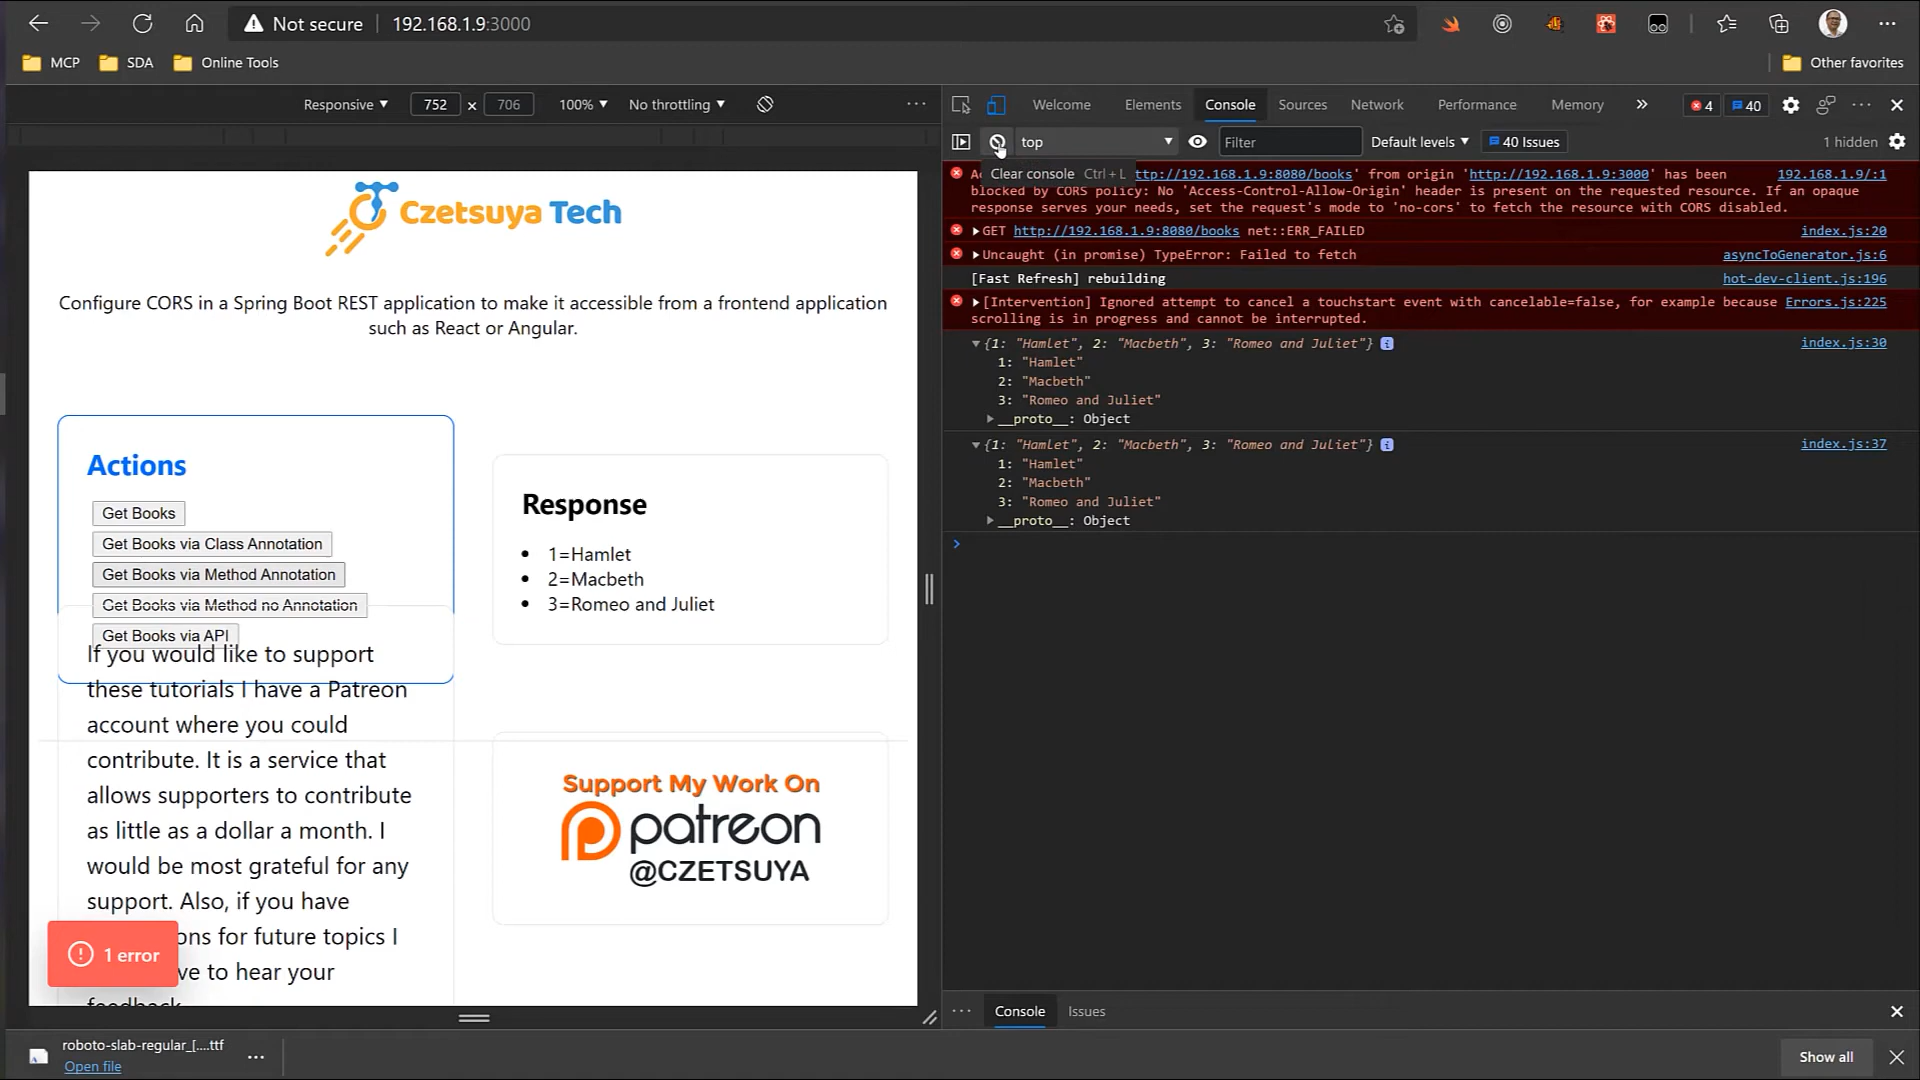 Not secure
192.168.1.9:3000
MCP
SDA
Online Tools
Other favorites
Responsive
752
×
706
100%
No throttling
Welcome
Elements
Console
Sources
Network
Performance
Memory
4
40
top
Filter
Default levels
40 Issues
1 hidden
Clear console Ctrl + L
ttp://192.168.1.9:8080/books' from origin 'http://192.168.1.9:3000' has been
192.168.1.9/:1
blocked by CORS policy: No 'Access-Control-Allow-Origin' header is present on the requested resource. If an opaque
response serves your needs, set the request's mode to 'no-cors' to fetch the resource with CORS disabled.
GET http://192.168.1.9:8080/books net::ERR_FAILED
index.js:20
Uncaught (in promise) TypeError: Failed to fetch
asyncToGenerator.js:6
[Fast Refresh] rebuilding
hot-dev-client.js:196
[Intervention] Ignored attempt to cancel a touchstart event with cancelable=false, for example because
Errors.js:225
scrolling is in progress and cannot be interrupted.
{1: "Hamlet", 2: "Macbeth", 3: "Romeo and Juliet"}
index.js:30
1: "Hamlet"
2: "Macbeth"
3: "Romeo and Juliet"
__proto__: Object
{1: "Hamlet", 2: "Macbeth", 3: "Romeo and Juliet"}
index.js:37
1: "Hamlet"
2: "Macbeth"
3: "Romeo and Juliet"
__proto__: Object
Czetsuya Tech
Configure CORS in a Spring Boot REST application to make it accessible from a frontend application
such as React or Angular.
Actions
Get Books
Get Books via Class Annotation
Get Books via Method Annotation
Get Books via Method no Annotation
Get Books via API
Response
1=Hamlet
2=Macbeth
3=Romeo and Juliet
If you would like to support
these tutorials I have a Patreon
account where you could
contribute. It is a service that
allows supporters to contribute
as little as a dollar a month. I
would be most grateful for any
support. Also, if you have
ons for future topics I
ve to hear your
feedback
Support My Work On
patreon
@CZETSUYA
1 error
Console
Issues
roboto-slab-regular_[....ttf
Open file
Show all